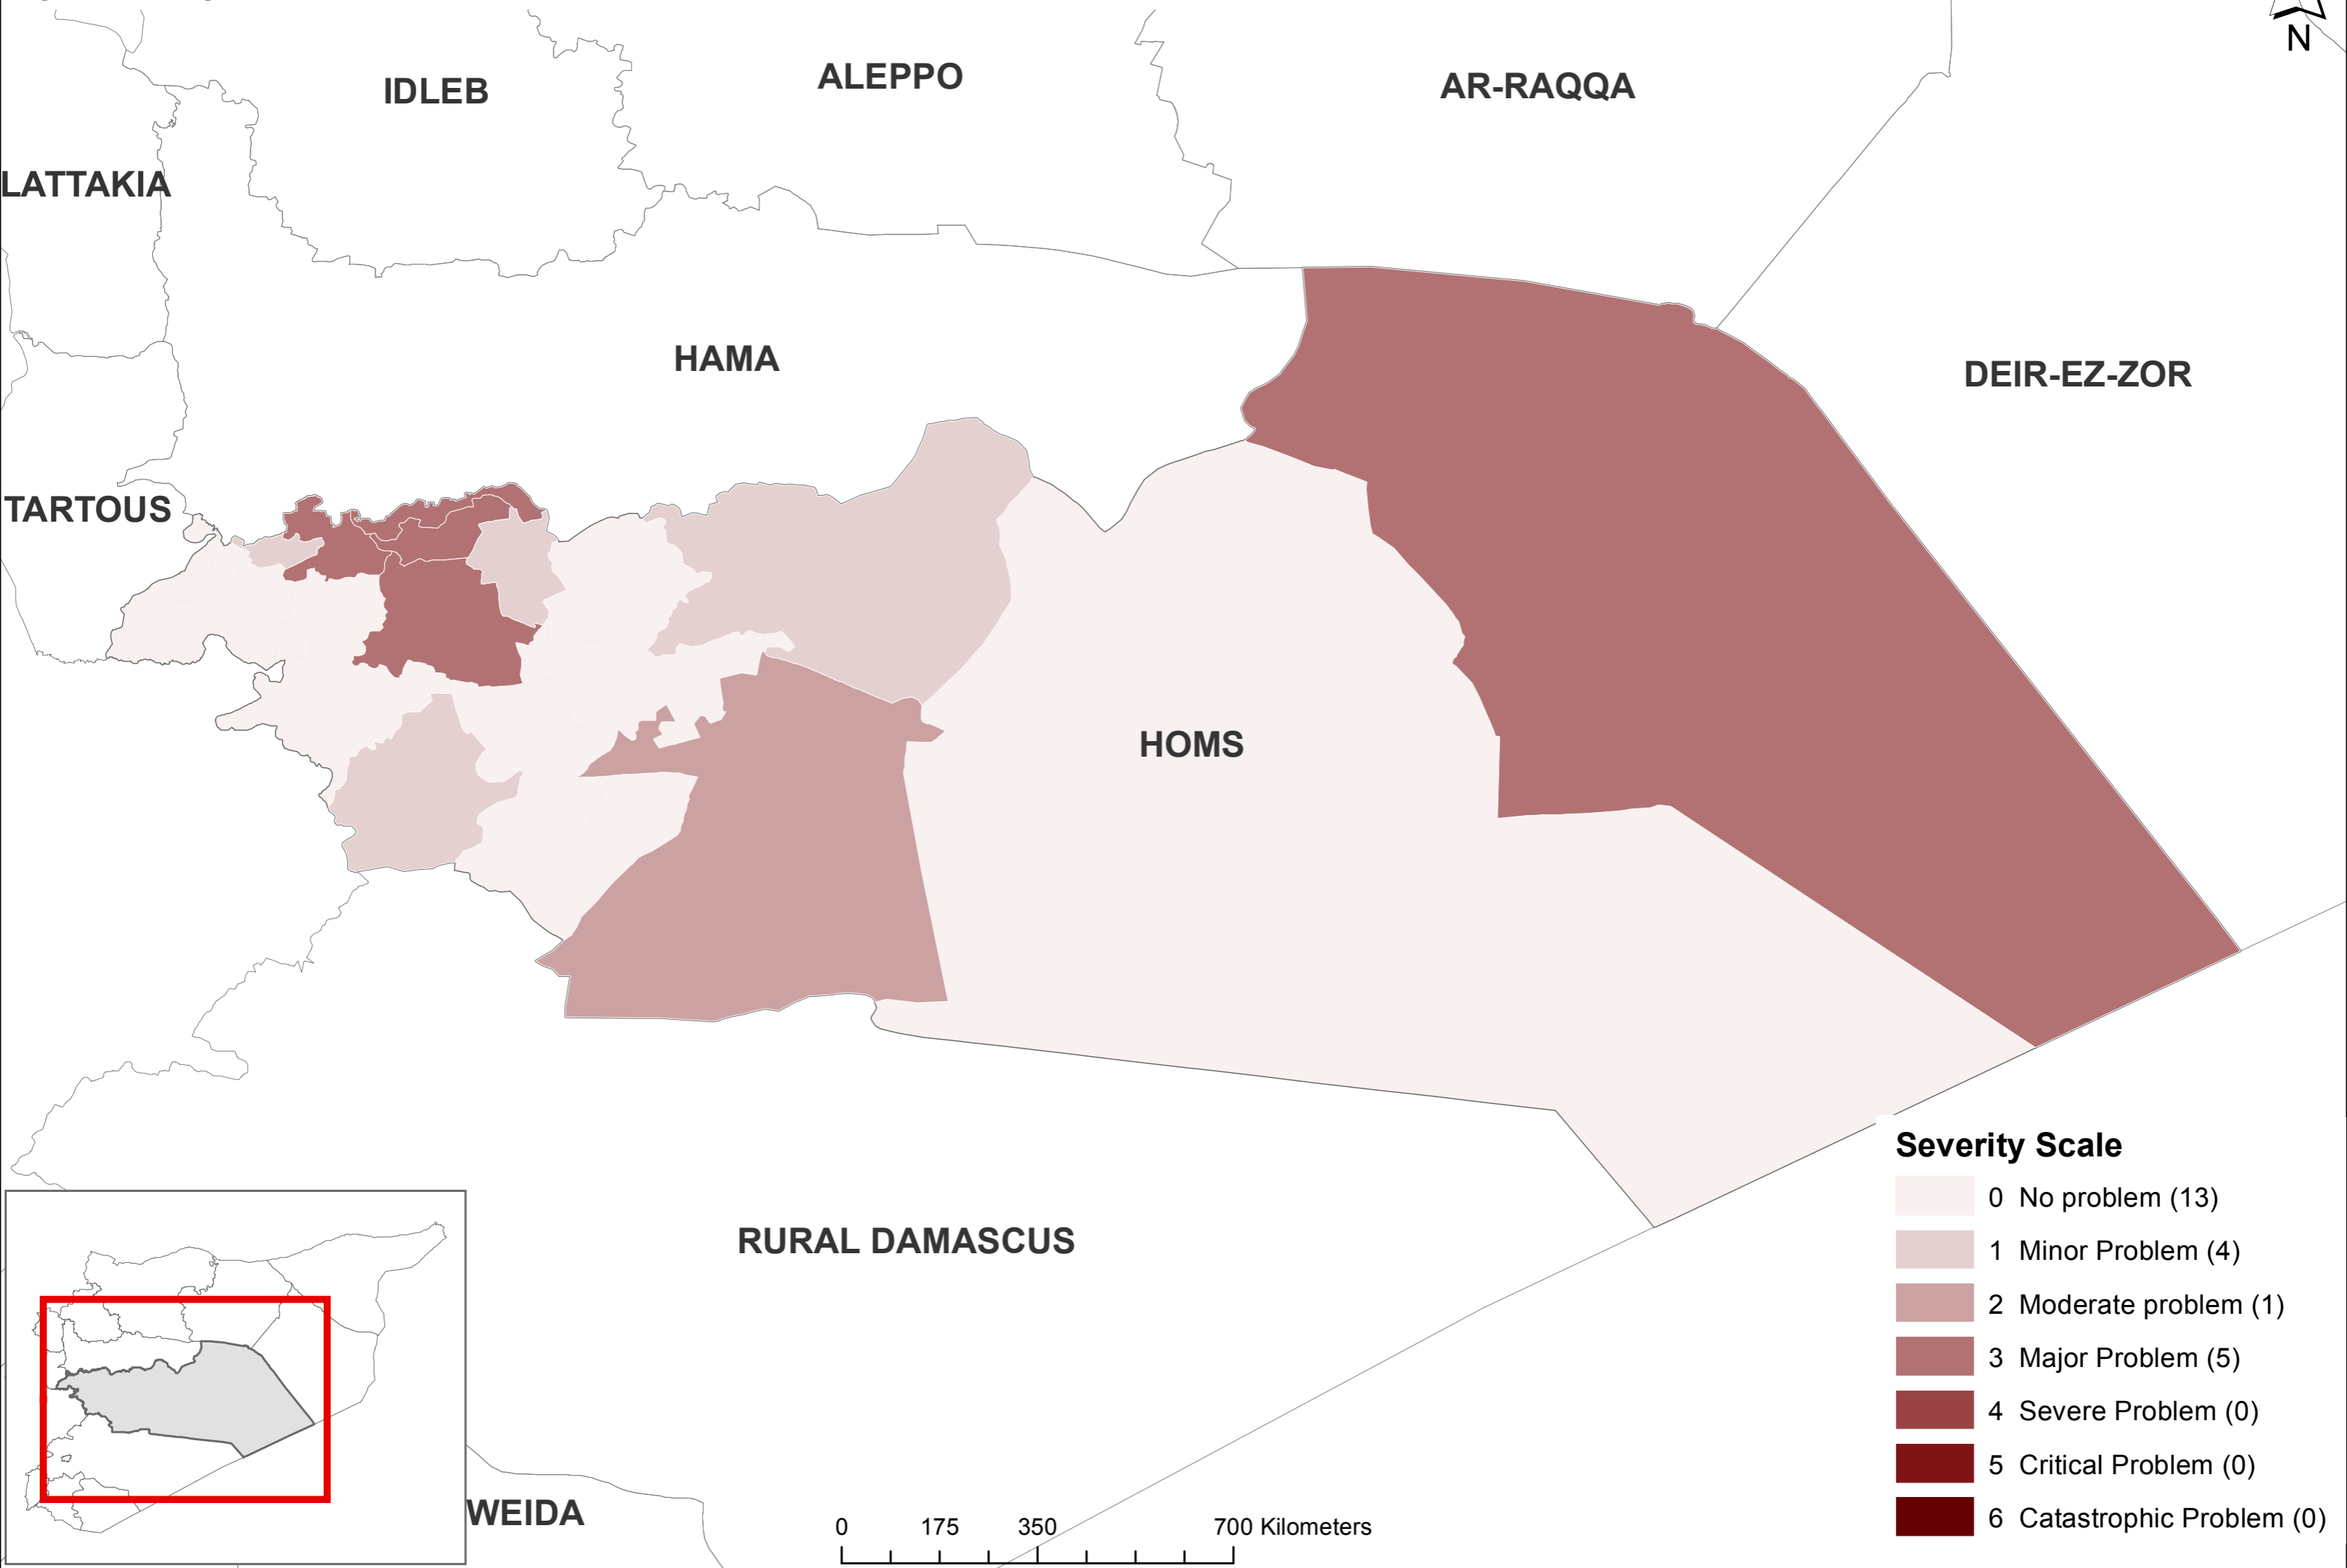 N
IDLEB
ALEPPO
AR-RAQQA
LATTAKIA
HAMA
DEIR-EZ-ZOR
TARTOUS
HOMS
RURAL DAMASCUS
WEIDA
Severity Scale
0 No problem (13)
1 Minor Problem (4)
2 Moderate problem (1)
3 Major Problem (5)
4 Severe Problem (0)
5 Critical Problem (0)
6 Catastrophic Problem (0)
0 175 350 700 Kilometers